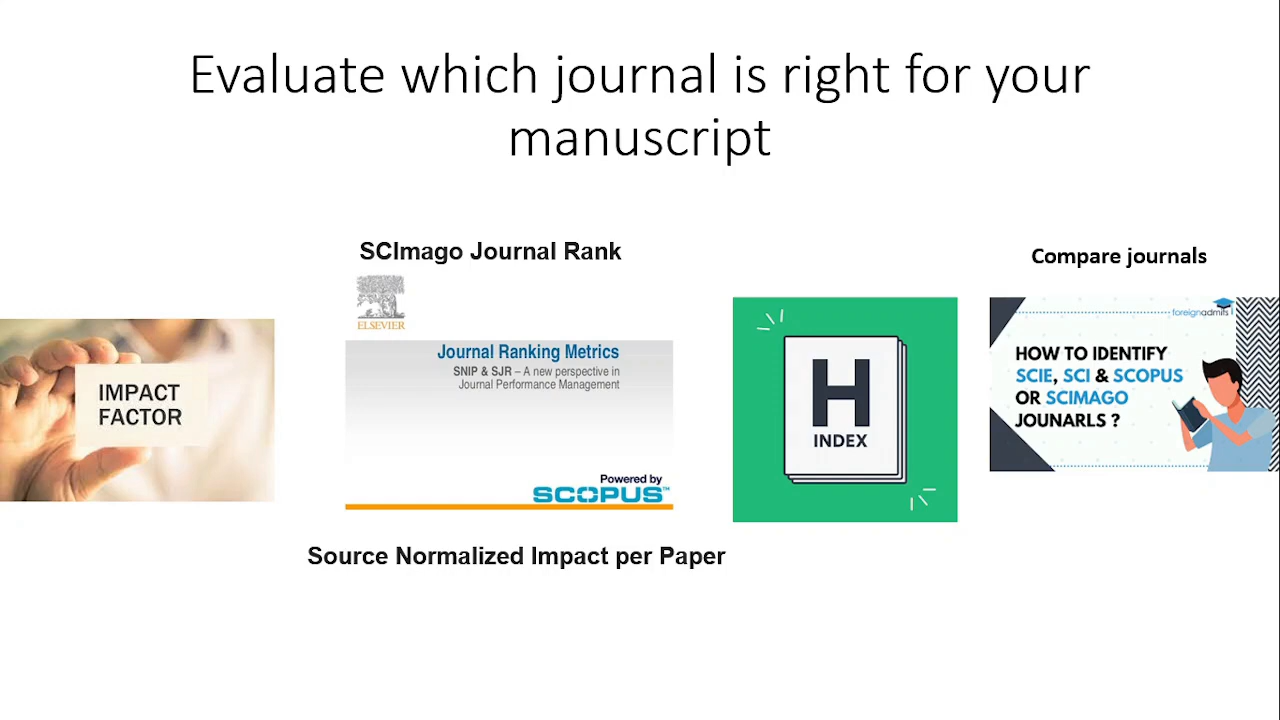 Evaluate which journal is right for your
manuscript
SCImago Journal Rank
Compare journals
ELSEVIER
IMPACT
FACTOR
Journal Ranking Metrics
SNIP & SJR – A new perspective in
Journal Performance Management
Powered by
SCOPUS™
H
INDEX
foreignadmits
HOW TO IDENTIFY
SCIE, SCI & SCOPUS
OR SCIMAGO
JOUNARLS ?
Source Normalized Impact per Paper